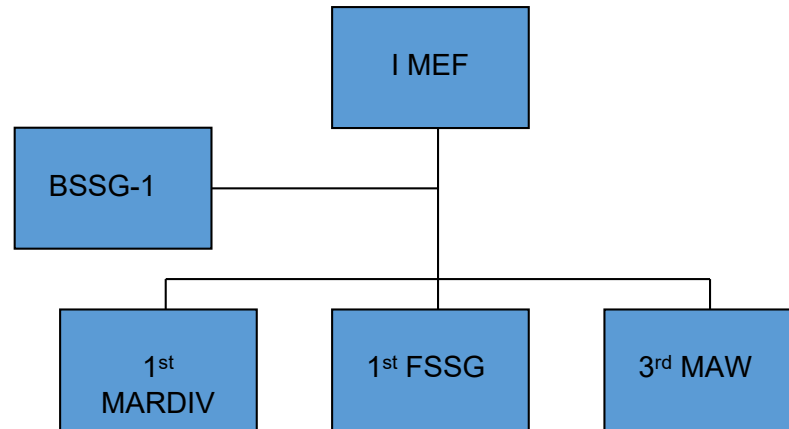 I MEF
BSSG-1
1st
MARDIV
1st FSSG
3rd MAW